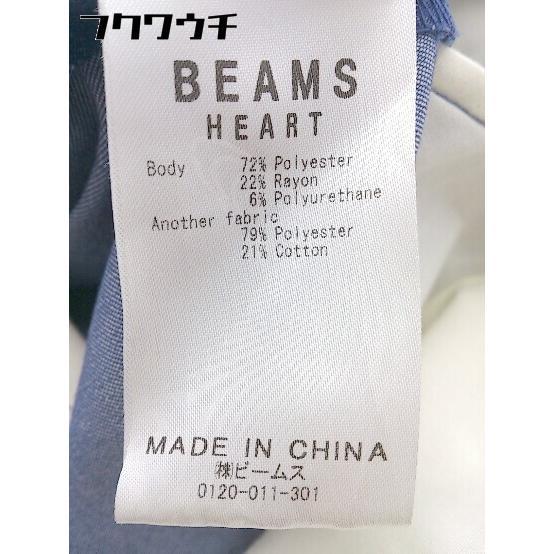 フクワウチ
BEAMS
HEART
Body 72% Polyester
22% Rayon
6% Polyurethane
Another fabric
79% Polyester
21% Cotton
MADE IN CHINA
㈱ビームス
0120-011-301